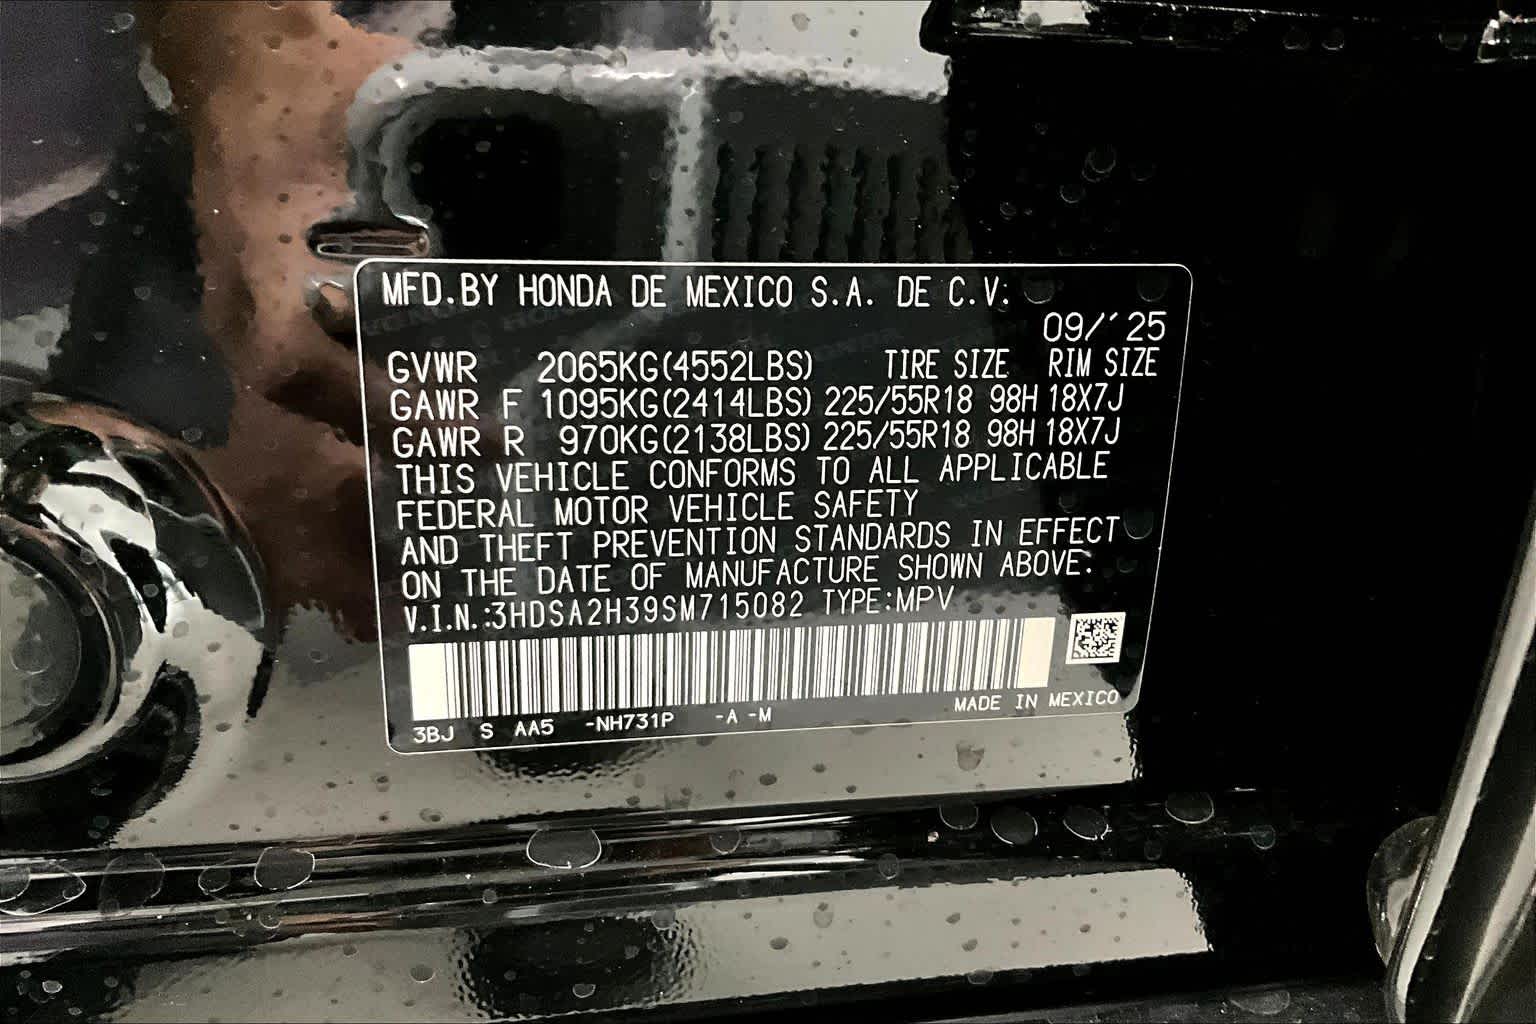 MFD.BY HONDA DE MEXICO S.A. DE C.V:
09/'25
GVWR 2065KG(4552LBS) TIRE SIZE RIM SIZE
GAWR F 1095KG(2414LBS) 225/55R18 98H 18X7J
GAWR R 970KG(2138LBS) 225/55R18 98H 18X7J
THIS VEHICLE CONFORMS TO ALL APPLICABLE
FEDERAL MOTOR VEHICLE SAFETY
AND THEFT PREVENTION STANDARDS IN EFFECT
ON THE DATE OF MANUFACTURE SHOWN ABOVE:
V.I.N.:3HDSA2H39SM715082 TYPE:MPV
3BJ S AA5 -NH731P -A -M MADE IN MEXICO